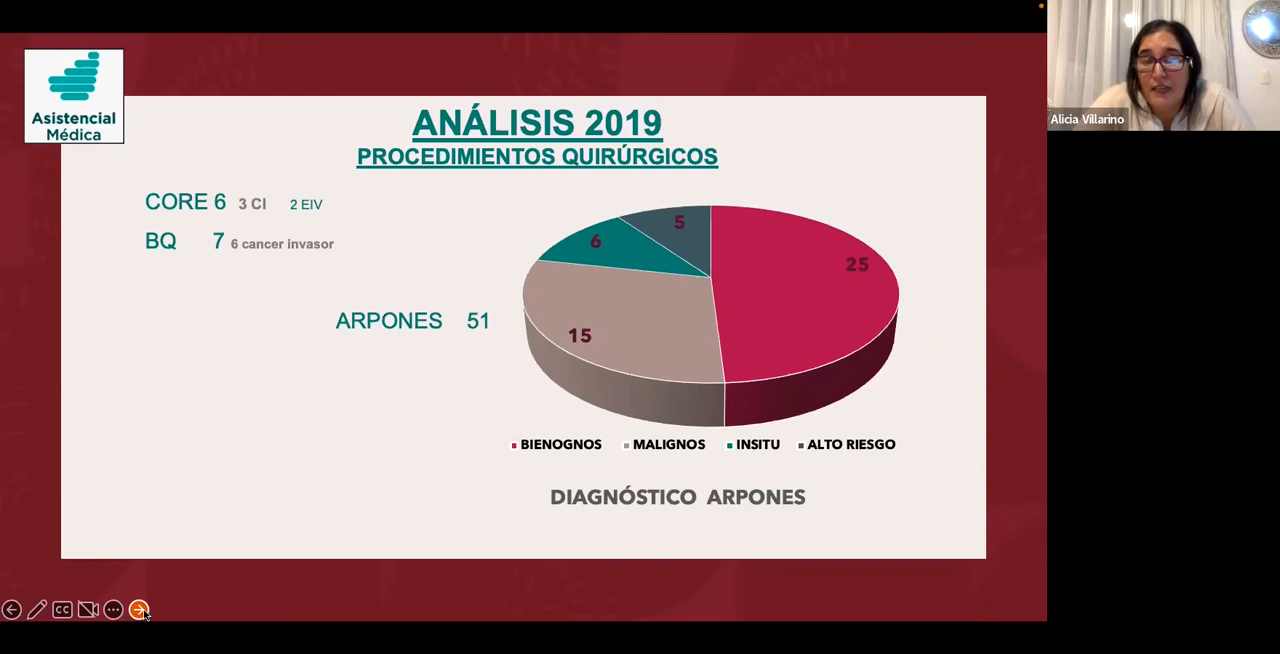 Asistencial
Médica
ANÁLISIS 2019
PROCEDIMIENTOS QUIRÚRGICOS
CORE 6 3 CI 2 EIV
BQ 7 6 cancer invasor
ARPONES 51
5
6
25
15
BIENOGNOS MALIGNOS INSITU ALTO RIESGO
DIAGNÓSTICO ARPONES
Alicia Villarino
CC